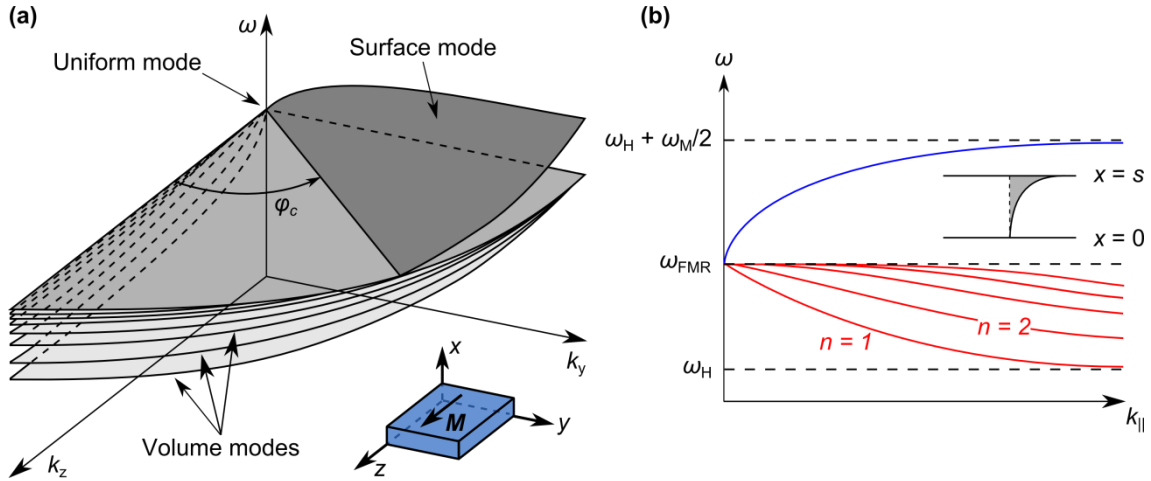 (a)
ω
Surface mode
Uniform mode
φc
ky
kz
Volume modes
x
M
y
z
(b)
ω
ωH + ωM/2
x = s
x = 0
ωFMR
n = 1
n = 2
ωH
k||